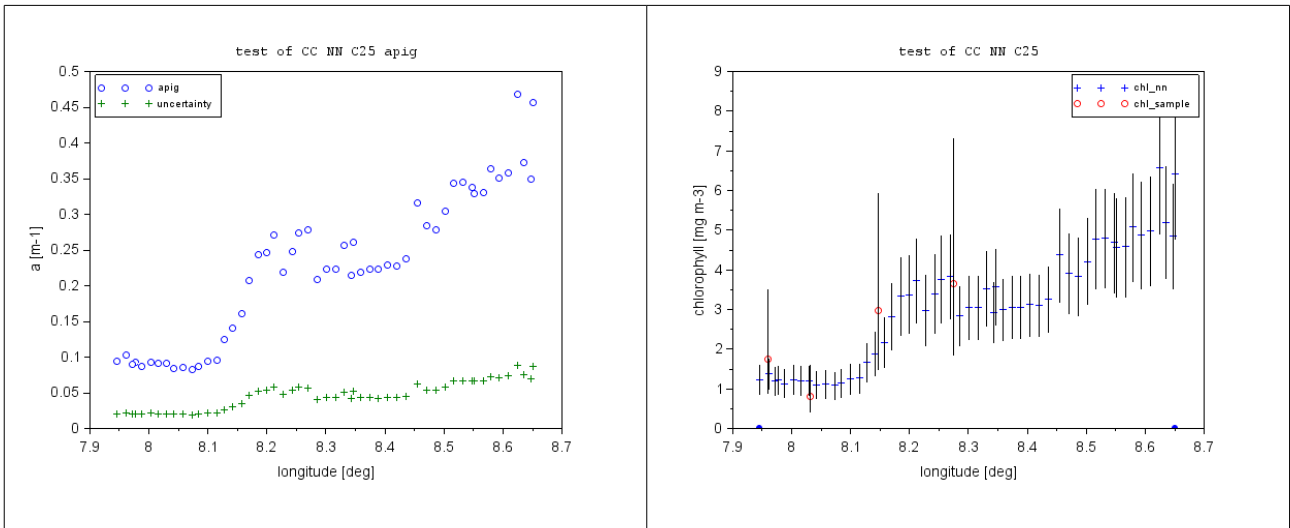 test of CC NN C25 apig
0.5
0.45
0.4
0.35
0.3
0.25
0.2
0.15
0.1
0.05
0
a [m-1]
apig
uncertainty
7.9 8 8.1 8.2 8.3 8.4 8.5 8.6 8.7
longitude [deg]
test of CC NN C25
9
8
7
6
5
4
3
2
1
0
chlorophyll [mg m-3]
chl_nn
chl_sample
7.9 8 8.1 8.2 8.3 8.4 8.5 8.6 8.7
longitude [deg]